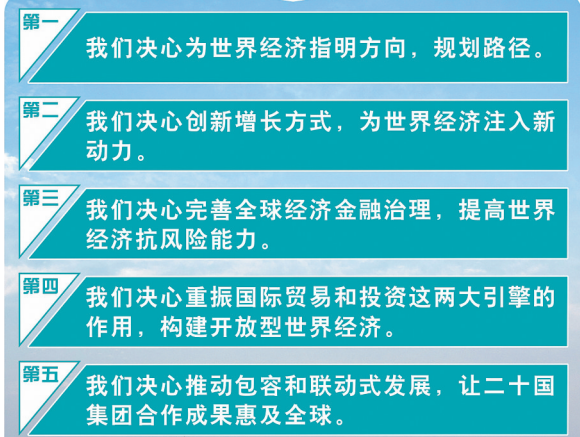 第一
我们决心为世界经济指明方向，规划路径。
第二
我们决心创新增长方式，为世界经济注入新
动力。
第三
我们决心完善全球经济金融治理，提高世界
经济抗风险能力。
第四
我们决心重振国际贸易和投资这两大引擎的
作用，构建开放型世界经济。
第五
我们决心推动包容和联动式发展，让二十国
集团合作成果惠及全球。